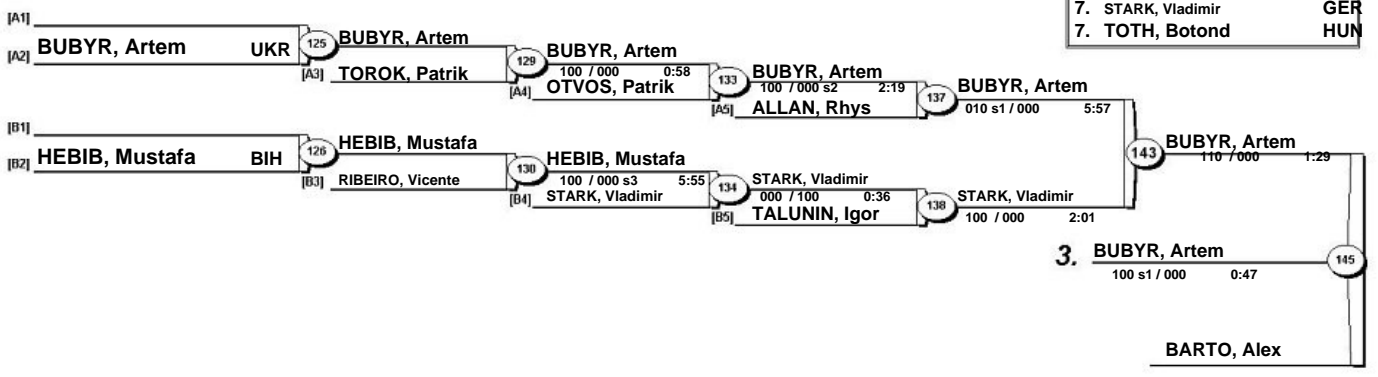 7. STARK, Vladimir GER
7. TOTH, Botond HUN
[A1]
[A2] BUBYR, Artem UKR
125
BUBYR, Artem
[A3] TOROK, Patrik
129
BUBYR, Artem
100 / 000 0:58
[A4] OTVOS, Patrik
133
BUBYR, Artem
100 / 000 s2 2:19
[A5] ALLAN, Rhys
137
BUBYR, Artem
010 s1 / 000 5:57
[B1]
[B2] HEBIB, Mustafa BIH
126
HEBIB, Mustafa
[B3] RIBEIRO, Vicente
130
HEBIB, Mustafa
100 / 000 s3 5:55
[B4] STARK, Vladimir
134
STARK, Vladimir
000 / 100 0:36
[B5] TALUNIN, Igor
138
STARK, Vladimir
100 / 000 2:01
143
BUBYR, Artem
110 / 000 1:29
3. BUBYR, Artem
100 s1 / 000 0:47
145
BARTO, Alex